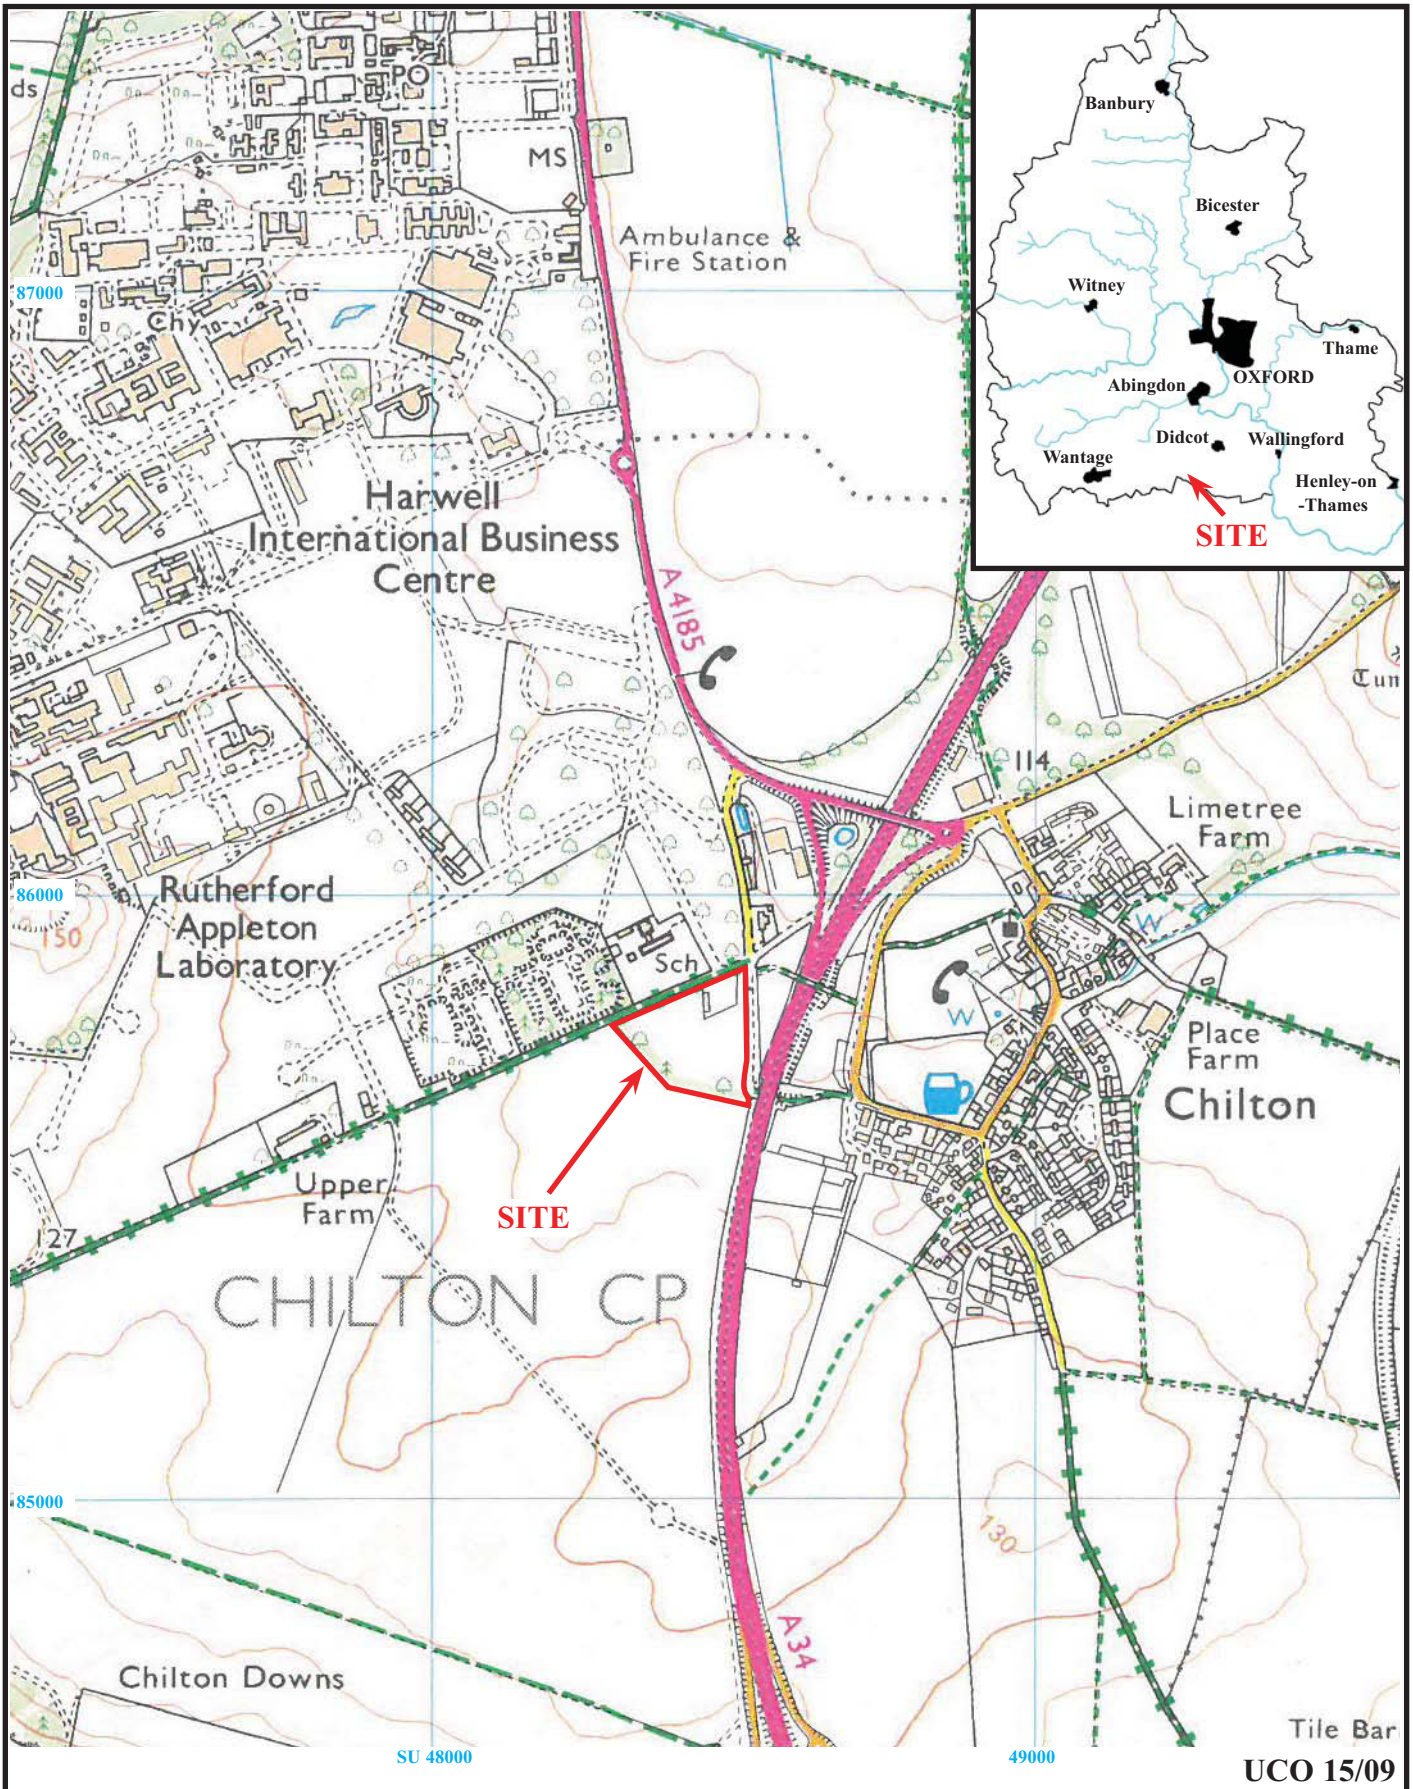 ds
PO
MS
Ambulance &
Fire Station
87000
Chy
Harwell
International Business
Centre
A 4185
Banbury
Bicester
Witney
Thame
OXFORD
Abingdon
Didcot
Wallingford
Wantage
Henley-on
-Thames
SITE
Tum
114
Limetree
Farm
86000
Rutherford
Appleton
Laboratory
150
Sch
W
W
Place
Farm
Chilton
Upper
Farm
SITE
127
CHILTON CP
85000
130
A34
Chilton Downs
Tile Bar
SU 48000
49000
UCO 15/09